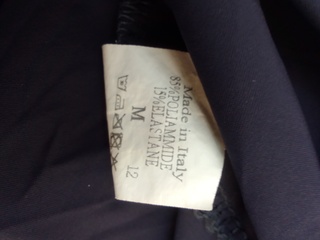 Made in Italy
85%POLIAMMIDE
15%ELASTANE
M
12